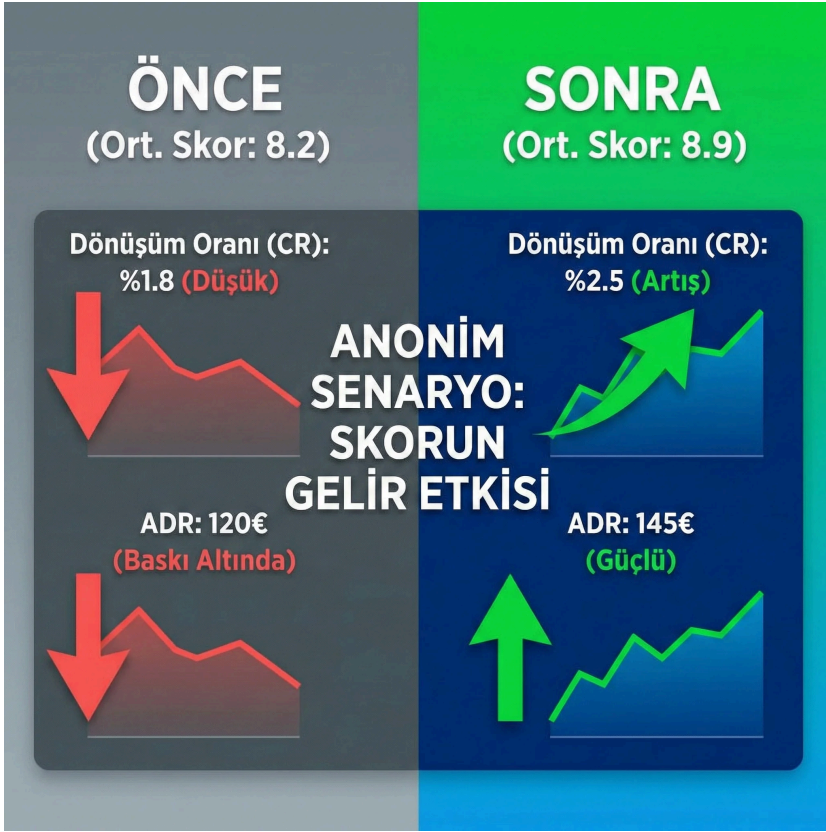 ÖNCE
(Ort. Skor: 8.2)
SONRA
(Ort. Skor: 8.9)
Dönüşüm Oranı (CR):
%1.8 (Düşük)
Dönüşüm Oranı (CR):
%2.5 (Artış)
ANONİM
SENARYO:
SKORUN
GELİR ETKİSİ
ADR: 120€
(Baskı Altında)
ADR: 145€
(Güçlü)